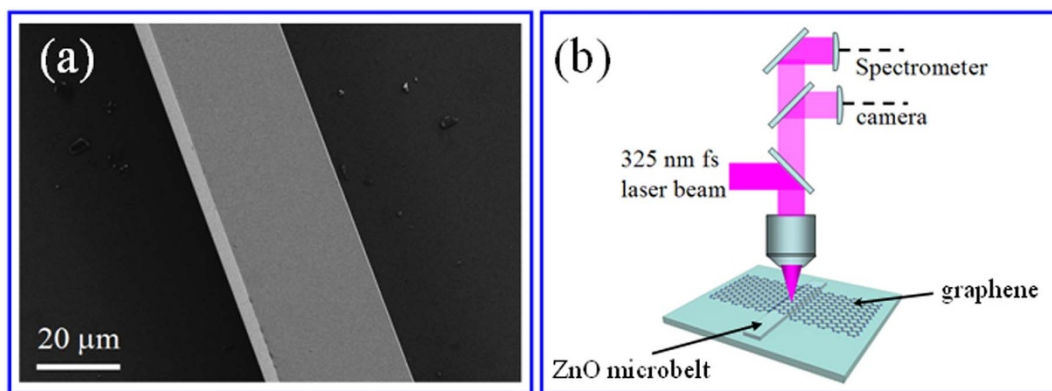 (a)
20 μm
(b)
Spectrometer
camera
325 nm fs
laser beam
graphene
ZnO microbelt